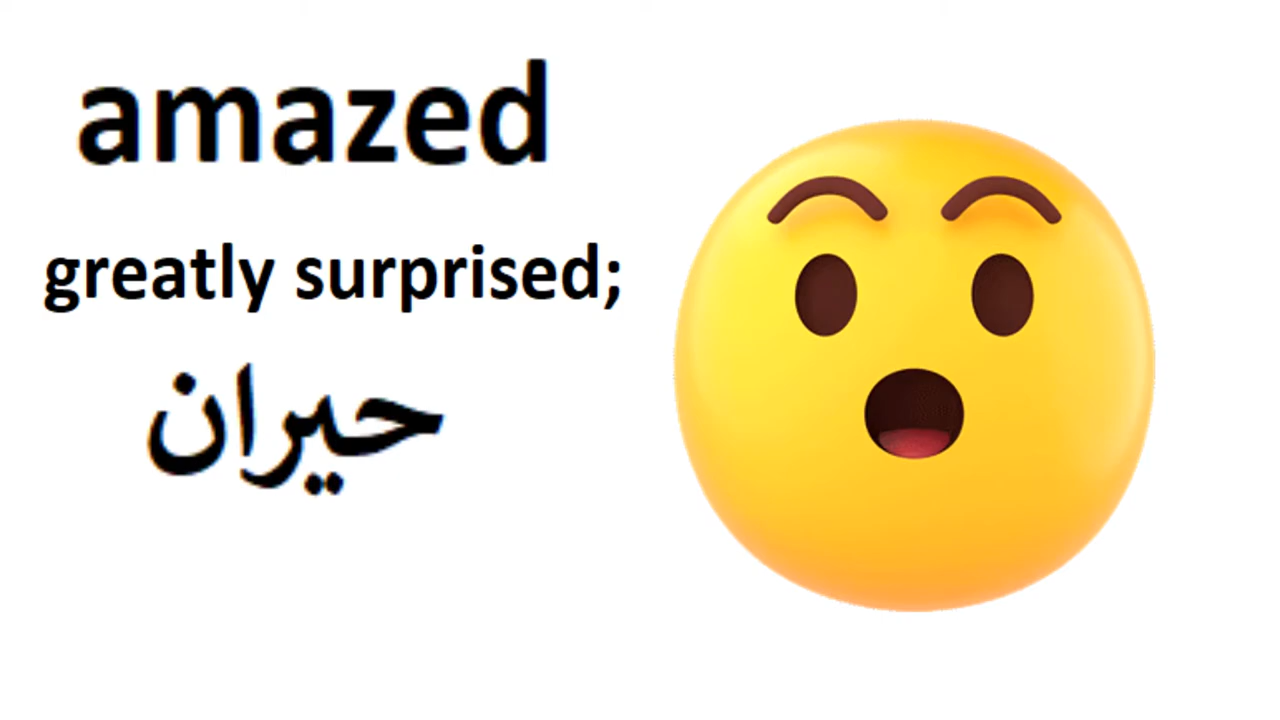 amazed
greatly surprised;
حیران